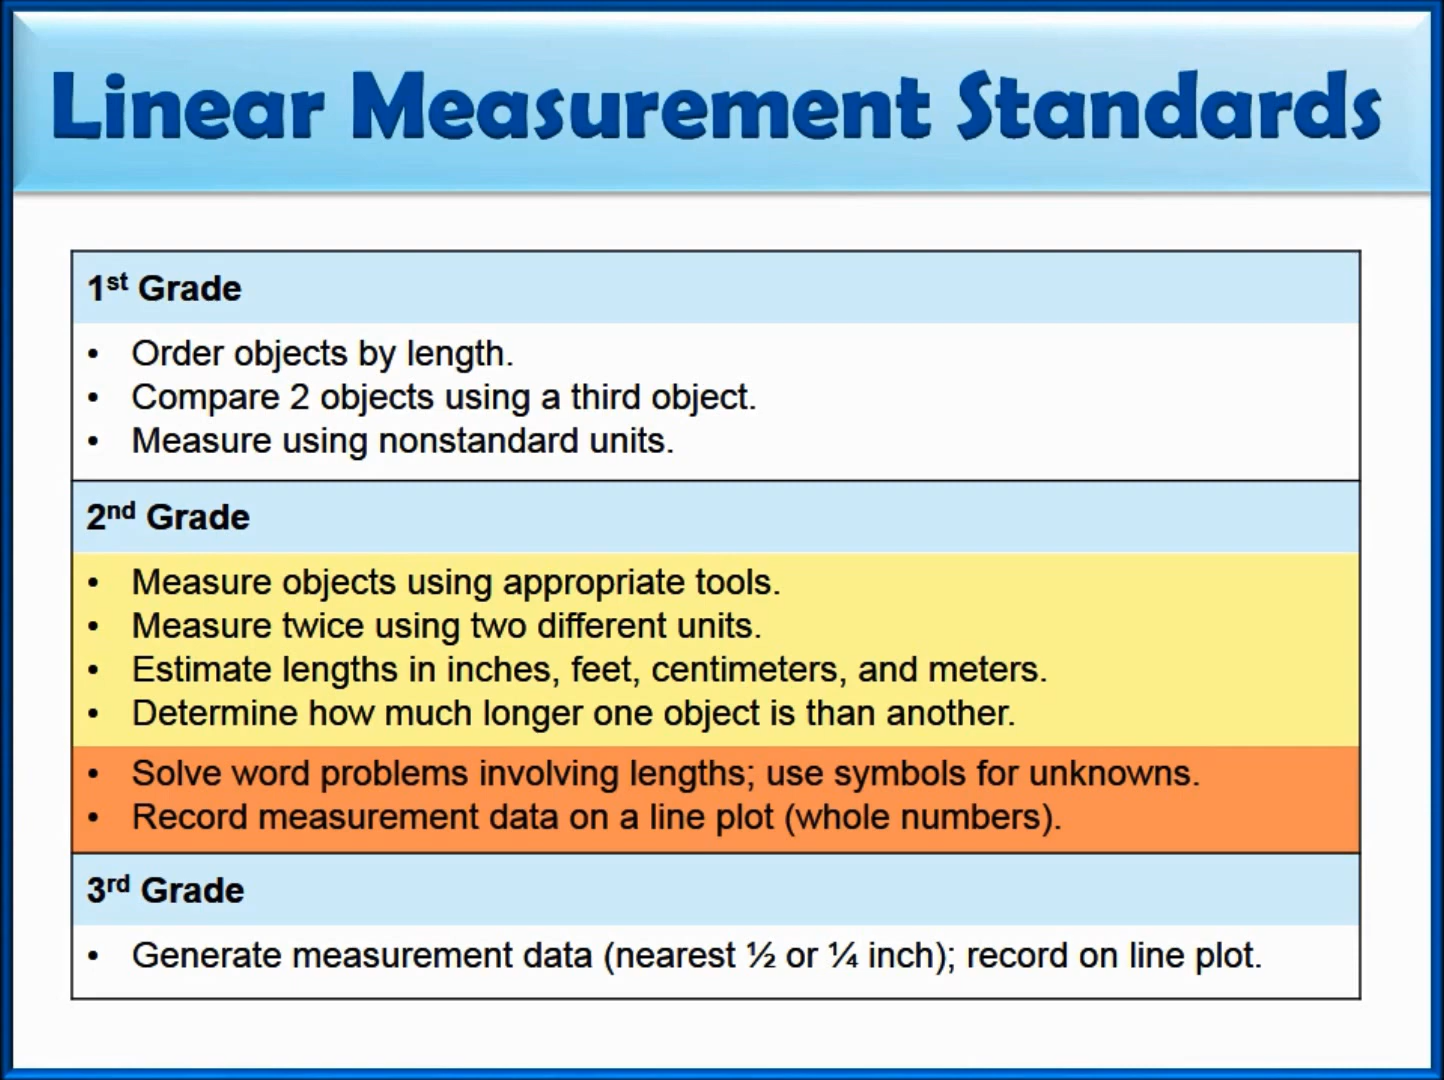 Linear Measurement Standards
1st Grade
• Order objects by length.
• Compare 2 objects using a third object.
• Measure using nonstandard units.
2nd Grade
• Measure objects using appropriate tools.
• Measure twice using two different units.
• Estimate lengths in inches, feet, centimeters, and meters.
• Determine how much longer one object is than another.
• Solve word problems involving lengths; use symbols for unknowns.
• Record measurement data on a line plot (whole numbers).
3rd Grade
• Generate measurement data (nearest ½ or ¼ inch); record on line plot.